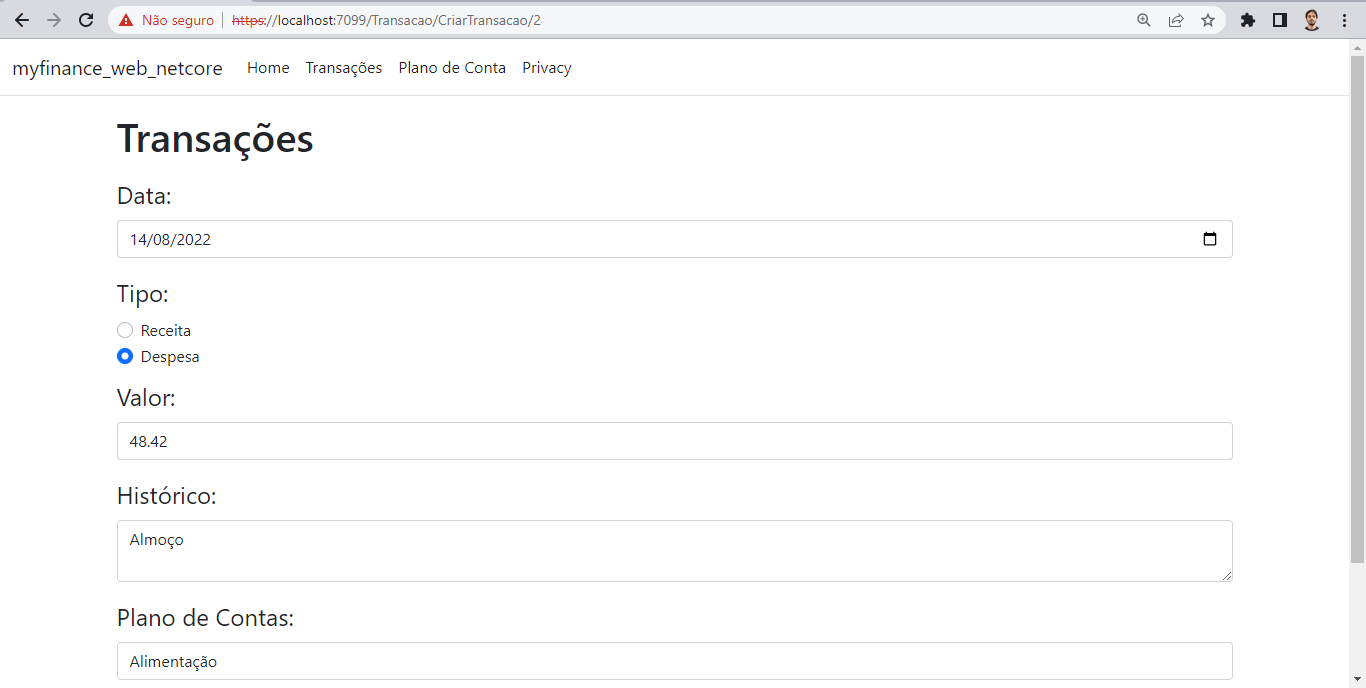 Não seguro https://localhost:7099/Transacao/CriarTransacao/2
myfinance_web_netcore Home Transações Plano de Conta Privacy
Transações
Data:
14/08/2022
Tipo:
Receita
Despesa
Valor:
48.42
Histórico:
Almoço
Plano de Contas:
Alimentação